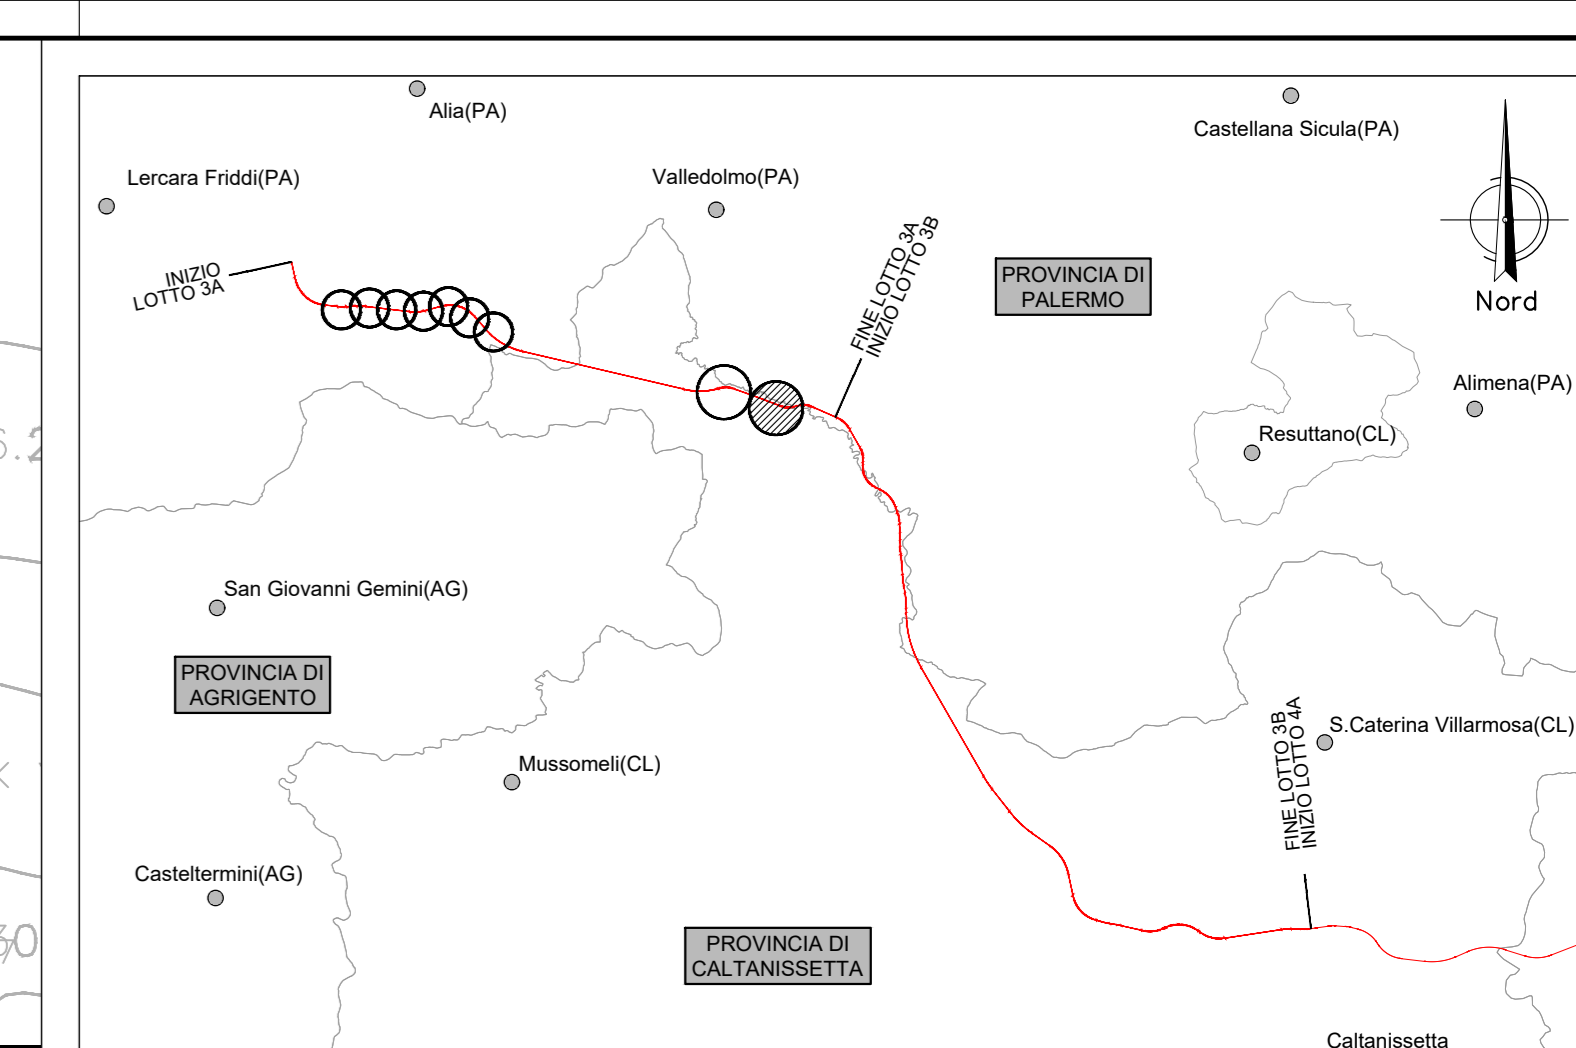 Alia(PA)
Castellana Sicula(PA)
Lercara Friddi(PA)
Valledolmo(PA)
INIZIO
LOTTO 3A
FINE LOTTO 3A
INIZIO LOTTO 3B
PROVINCIA DI
PALERMO
Nord
Alimena(PA)
Resuttano(CL)
San Giovanni Gemini(AG)
PROVINCIA DI
AGRIGENTO
S.Caterina Villarmosa(CL)
FINE LOTTO 3B
INIZIO LOTTO 4A
Mussomeli(CL)
Casteltermini(AG)
PROVINCIA DI
CALTANISSETTA
Caltanissetta